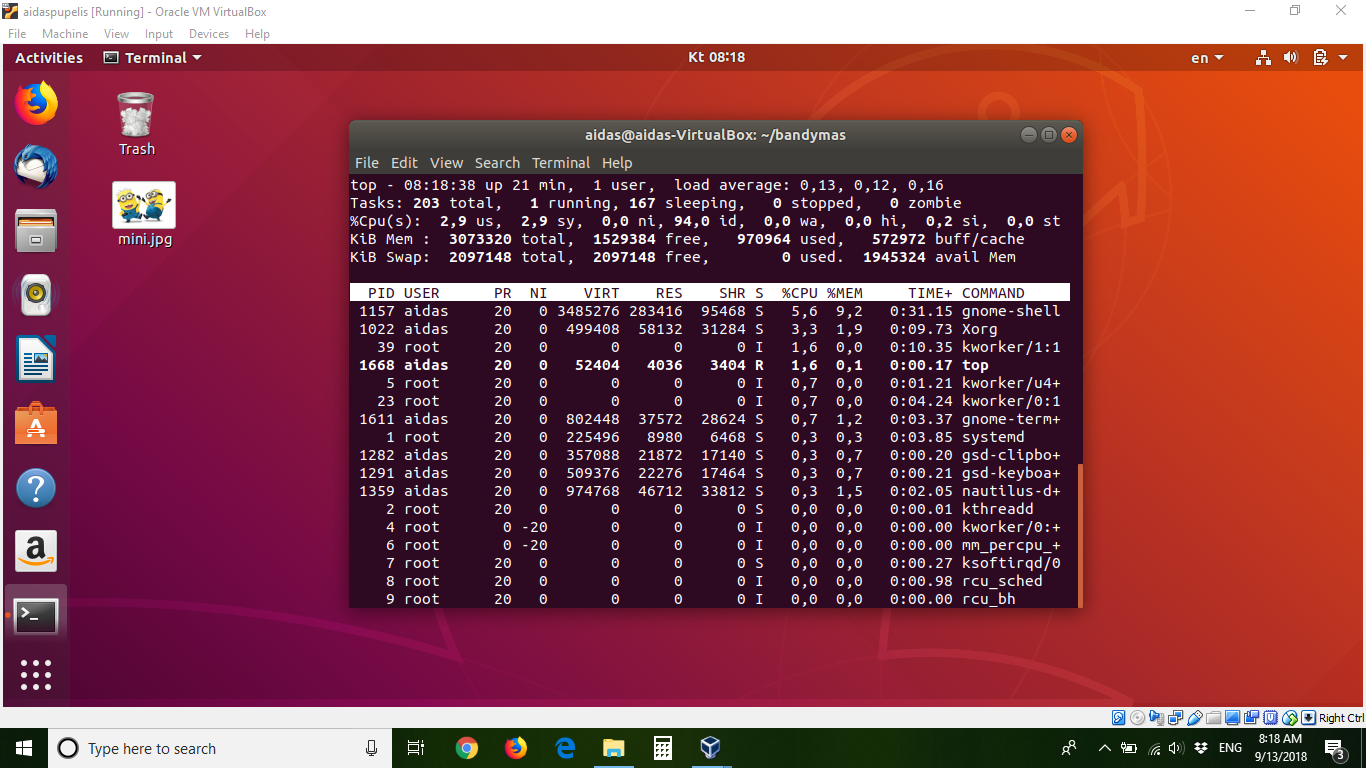 aidaspupelis [Running] - Oracle VM VirtualBox
File Machine View Input Devices Help
Activities Terminal Kt 08:18 en
Trash
mini.jpg
aidas@aidas-VirtualBox: ~/bandymas
File Edit View Search Terminal Help
top - 08:18:38 up 21 min, 1 user, load average: 0,13, 0,12, 0,16
Tasks: 203 total, 1 running, 167 sleeping, 0 stopped, 0 zombie
%Cpu(s): 2,9 us, 2,9 sy, 0,0 ni, 94,0 id, 0,0 wa, 0,0 hi, 0,2 si, 0,0 st
KiB Mem : 3073320 total, 1529384 free, 970964 used, 572972 buff/cache
KiB Swap: 2097148 total, 2097148 free, 0 used. 1945324 avail Mem
PID USER PR NI VIRT RES SHR S %CPU %MEM TIME+ COMMAND
1157 aidas 20 0 3485276 283416 95468 S 5,6 9,2 0:31.15 gnome-shell
1022 aidas 20 0 499408 58132 31284 S 3,3 1,9 0:09.73 Xorg
39 root 20 0 0 0 0 I 1,6 0,0 0:10.35 kworker/1:1
1668 aidas 20 0 52404 4036 3404 R 1,6 0,1 0:00.17 top
5 root 20 0 0 0 0 I 0,7 0,0 0:01.21 kworker/u4+
23 root 20 0 0 0 0 I 0,7 0,0 0:04.24 kworker/0:1
1611 aidas 20 0 802448 37572 28624 S 0,7 1,2 0:03.37 gnome-term+
1 root 20 0 225496 8980 6468 S 0,3 0,3 0:03.85 systemd
1282 aidas 20 0 357088 21872 17140 S 0,3 0,7 0:00.20 gsd-clipbo+
1291 aidas 20 0 509376 22276 17464 S 0,3 0,7 0:00.21 gsd-keyboa+
1359 aidas 20 0 974768 46712 33812 S 0,3 1,5 0:02.05 nautilus-d+
2 root 20 0 0 0 0 S 0,0 0,0 0:00.01 kthreadd
4 root 0 -20 0 0 0 I 0,0 0,0 0:00.00 kworker/0:+
6 root 0 -20 0 0 0 I 0,0 0,0 0:00.00 mm_percpu_+
7 root 20 0 0 0 0 S 0,0 0,0 0:00.27 ksoftirqd/0
8 root 20 0 0 0 0 I 0,0 0,0 0:00.98 rcu_sched
9 root 20 0 0 0 0 I 0,0 0,0 0:00.00 rcu_bh
Right Ctrl
Type here to search
ENG
8:18 AM
9/13/2018
3